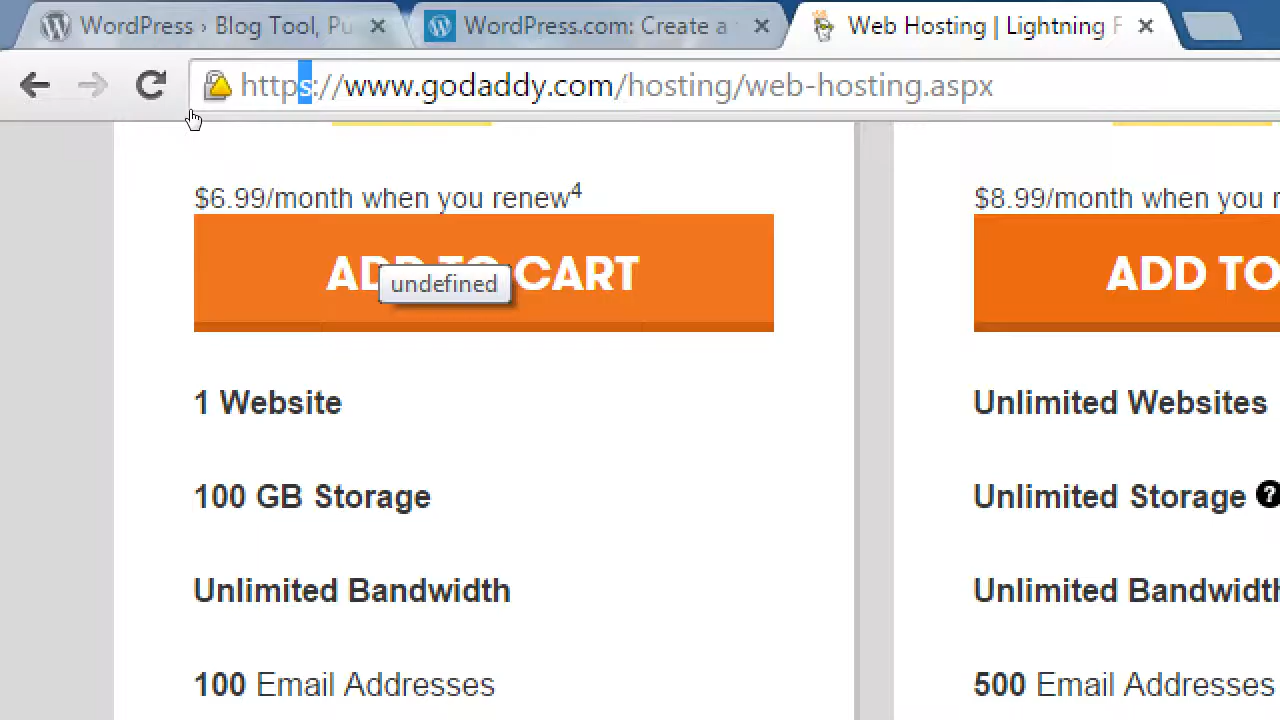 WordPress › Blog Tool, Pu
WordPress.com: Create a
Web Hosting | Lightning F
https://www.godaddy.com/hosting/web-hosting.aspx
$6.99/month when you renew4
$8.99/month when you r
ADD TO CART
undefined
ADD TO
1 Website
Unlimited Websites
100 GB Storage
Unlimited Storage ?
Unlimited Bandwidth
Unlimited Bandwidth
100 Email Addresses
500 Email Addresses